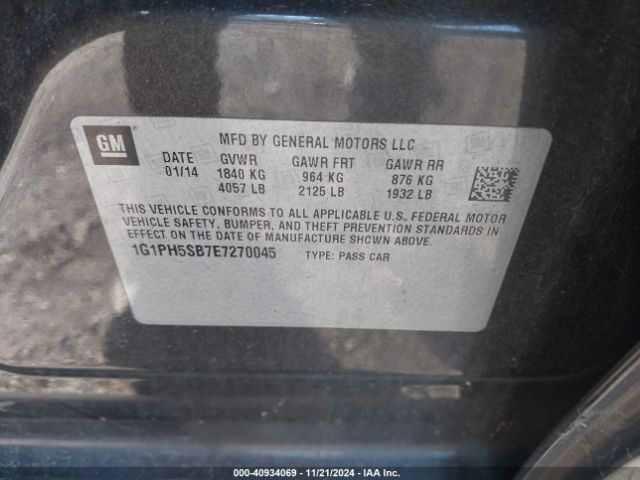 GM
MFD BY GENERAL MOTORS LLC
DATE GVWR GAWR FRT GAWR RR
01/14 1840 KG 964 KG 876 KG
4057 LB 2125 LB 1932 LB
THIS VEHICLE CONFORMS TO ALL APPLICABLE U.S. FEDERAL MOTOR
VEHICLE SAFETY, BUMPER, AND THEFT PREVENTION STANDARDS IN
EFFECT ON THE DATE OF MANUFACTURE SHOWN ABOVE.
1G1PH5SB7E7270045 TYPE: PASS CAR
000-40934069 - 11/21/2024 - IAA Inc.